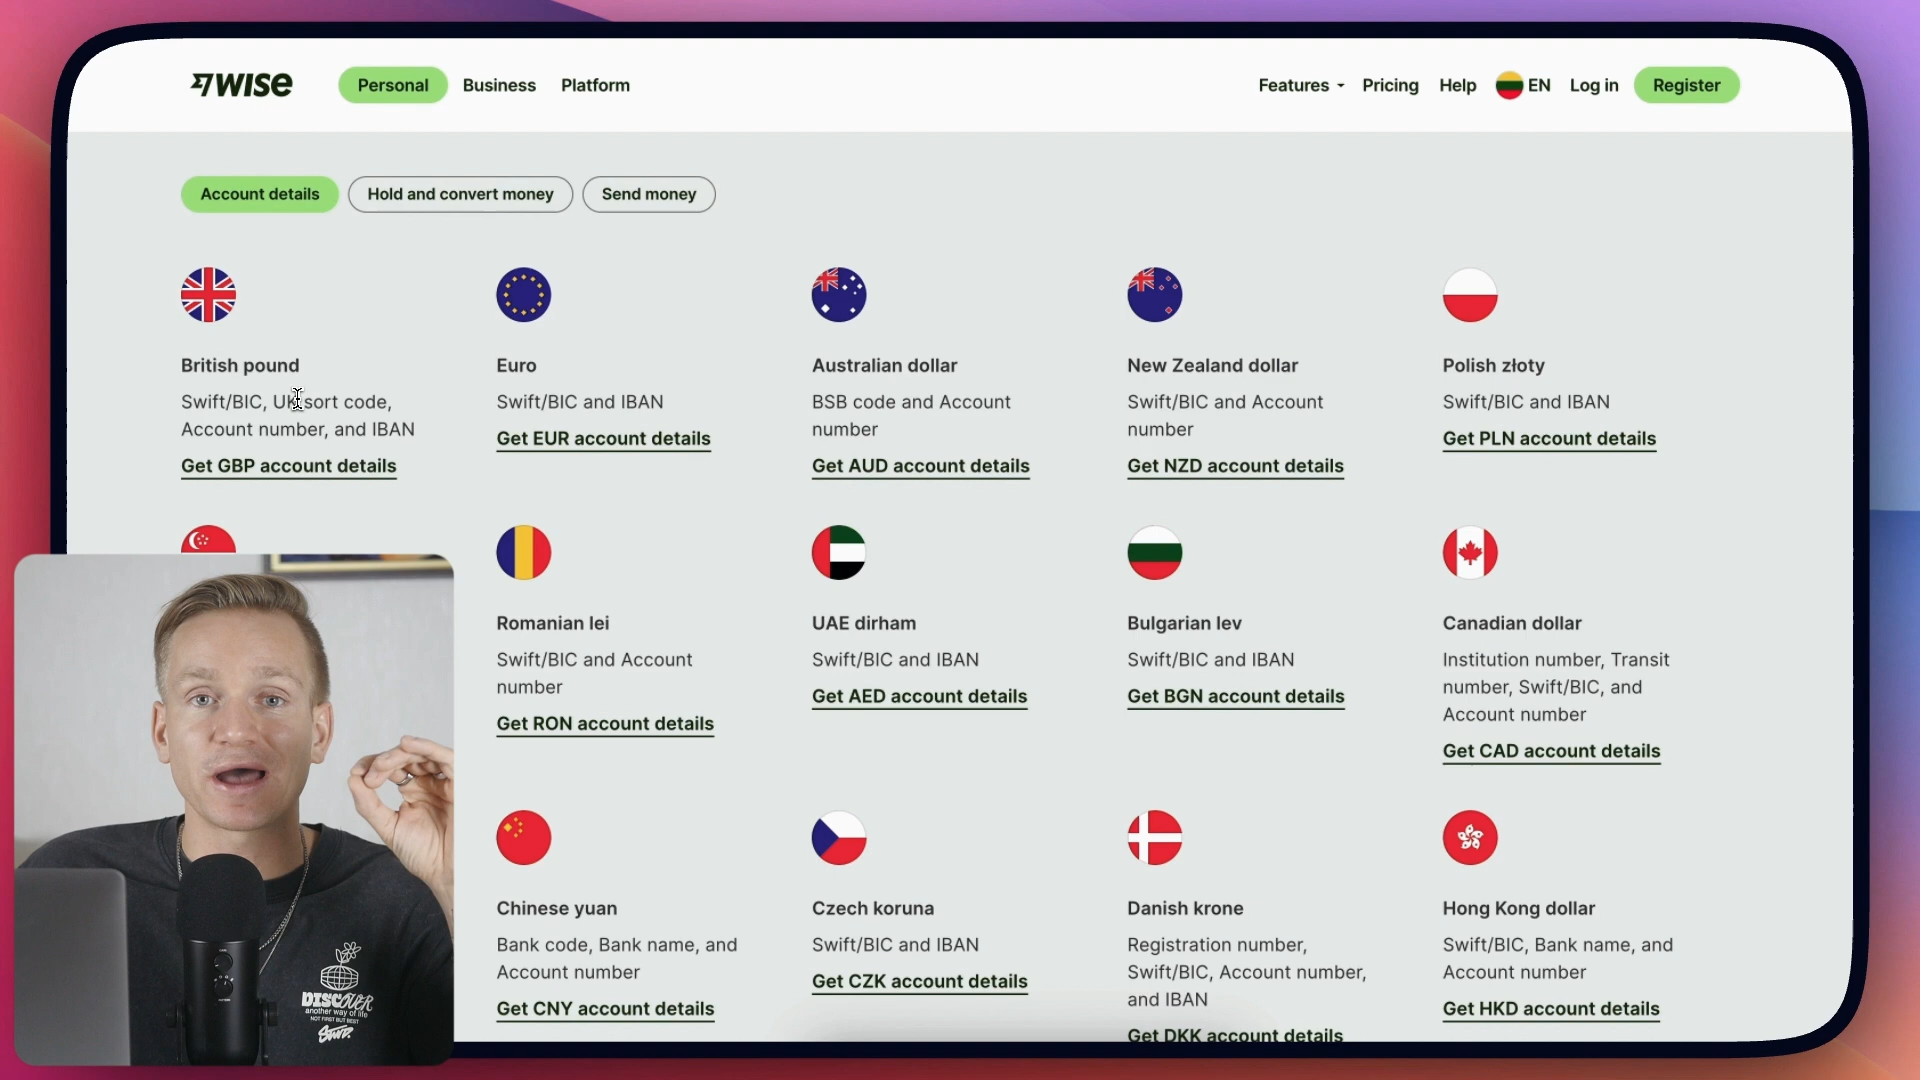 WISE
Personal
Business
Platform
Features
Pricing
Help
EN
Log in
Register
Account details
Hold and convert money
Send money
British pound
Swift/BIC, UK sort code,
Account number, and IBAN
Get GBP account details
Euro
Swift/BIC and IBAN
Get EUR account details
Australian dollar
BSB code and Account
number
Get AUD account details
New Zealand dollar
Swift/BIC and Account
number
Get NZD account details
Polish złoty
Swift/BIC and IBAN
Get PLN account details
Romanian lei
Swift/BIC and Account
number
Get RON account details
UAE dirham
Swift/BIC and IBAN
Get AED account details
Bulgarian lev
Swift/BIC and IBAN
Get BGN account details
Canadian dollar
Institution number, Transit
number, Swift/BIC, and
Account number
Get CAD account details
Chinese yuan
Bank code, Bank name, and
Account number
Get CNY account details
Czech koruna
Swift/BIC and IBAN
Get CZK account details
Danish krone
Registration number,
Swift/BIC, Account number,
and IBAN
Get DKK account details
Hong Kong dollar
Swift/BIC, Bank name, and
Account number
Get HKD account details
DISCOVER
another way of life
NOT FIRST BUT BEST